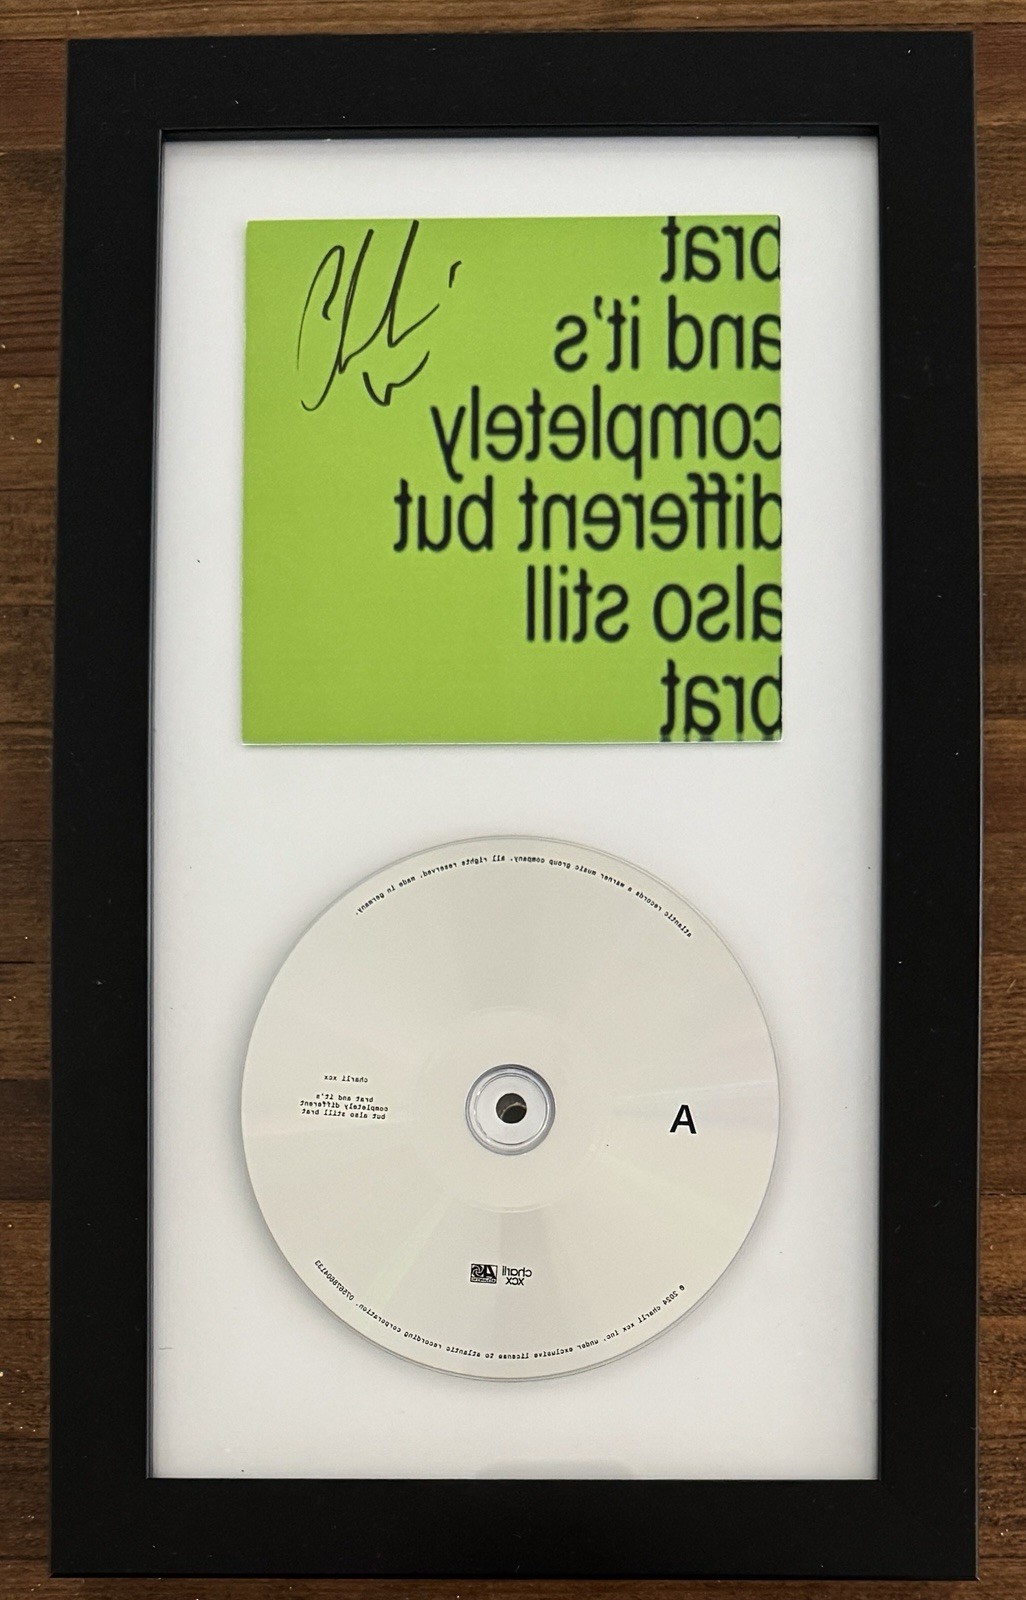 brat
and it's
completely
different but
also still
brat
atlantic records a warner music group company. all rights reserved. made in germany.
charli xcx
brat and it's
completely different
but also still brat
A
charli
xcx
℗ 2024 charli xcx inc. under exclusive license to atlantic recording corporation. 075678604133